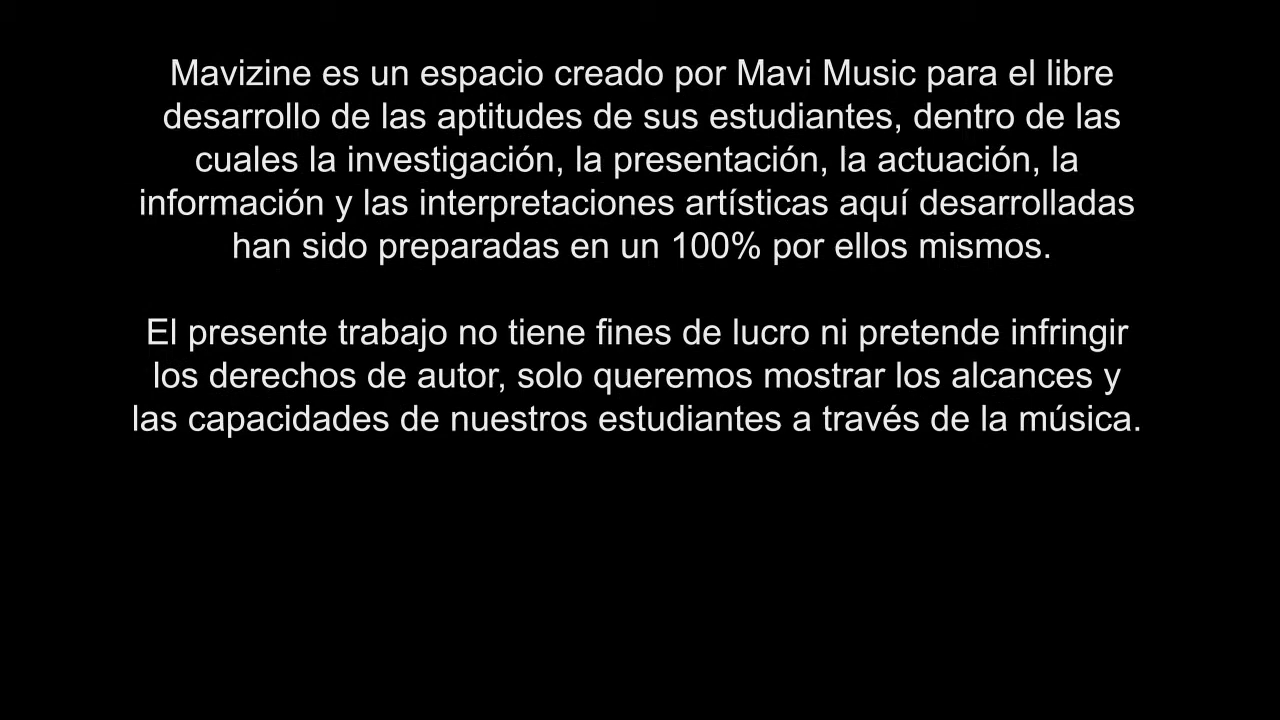 Mavizine es un espacio creado por Mavi Music para el libre
desarrollo de las aptitudes de sus estudiantes, dentro de las
cuales la investigación, la presentación, la actuación, la
información y las interpretaciones artísticas aquí desarrolladas
han sido preparadas en un 100% por ellos mismos.
El presente trabajo no tiene fines de lucro ni pretende infringir
los derechos de autor, solo queremos mostrar los alcances y
las capacidades de nuestros estudiantes a través de la música.